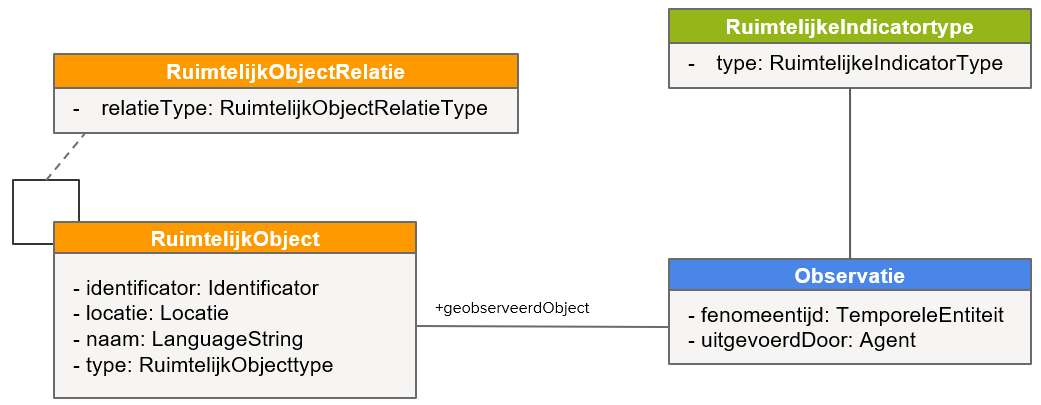 RuimtelijkeIndicatortype
- type: RuimtelijkeIndicatorType
RuimtelijkObjectRelatie
- relatieType: RuimtelijkObjectRelatieType
RuimtelijkObject
- identificator: Identificator
- locatie: Locatie
- naam: LanguageString
- type: RuimtelijkObjecttype
+geobserveerdObject
Observatie
- fenomeentijd: TemporeleEntiteit
- uitgevoerdDoor: Agent